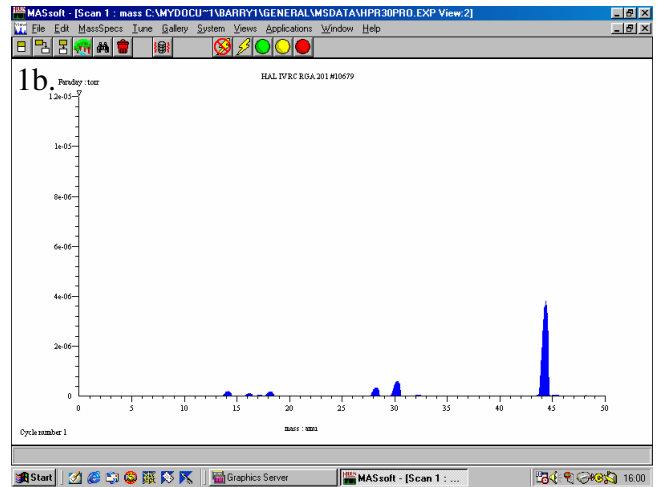 MASsoft - [Scan 1 : mass C:\MYDOCU~1\BARRY1\GENERAL\MSDATA\HPR30PRO.EXP View:2]
File Edit MassSpecs Tune Gallery System Views Applications Window Help
1b.
Faraday : torr
HAL IV RC RGA 201 #10679
1.2e-05
1e-05
8e-06
6e-06
4e-06
2e-06
0
0 5 10 15 20 25 30 35 40 45 50
Cycle number 1
mass : amu
Start Graphics Server MASsoft - [Scan 1 : ... 16:00